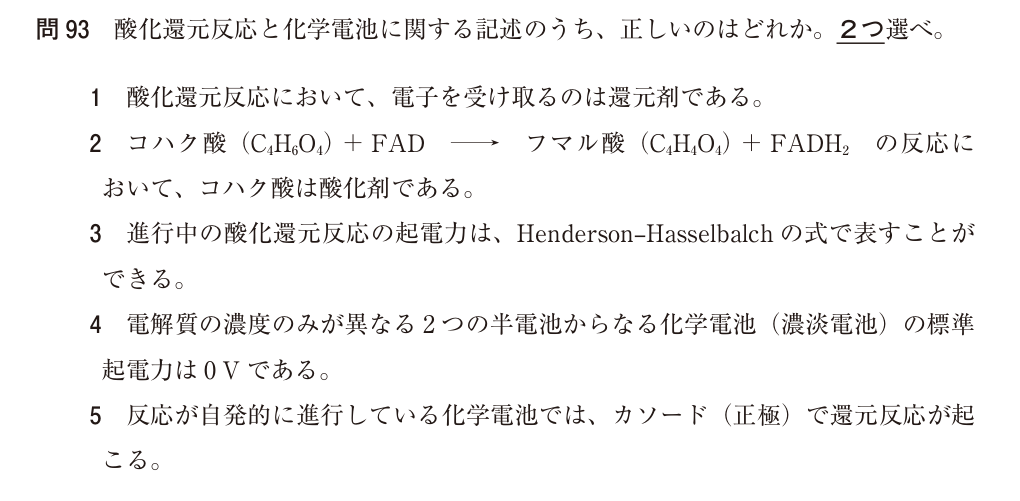 問93 酸化還元反応と化学電池に関する記述のうち、正しいのはどれか。2つ選べ。
1 酸化還元反応において、電子を受け取るのは還元剤である。
2 コハク酸（C₄H₆O₄）＋ FAD ⟶ フマル酸（C₄H₄O₄）＋ FADH₂ の反応に
おいて、コハク酸は酸化剤である。
3 進行中の酸化還元反応の起電力は、Henderson–Hasselbalch の式で表すことが
できる。
4 電解質の濃度のみが異なる2つの半電池からなる化学電池（濃淡電池）の標準
起電力は0 V である。
5 反応が自発的に進行している化学電池では、カソード（正極）で還元反応が起
こる。